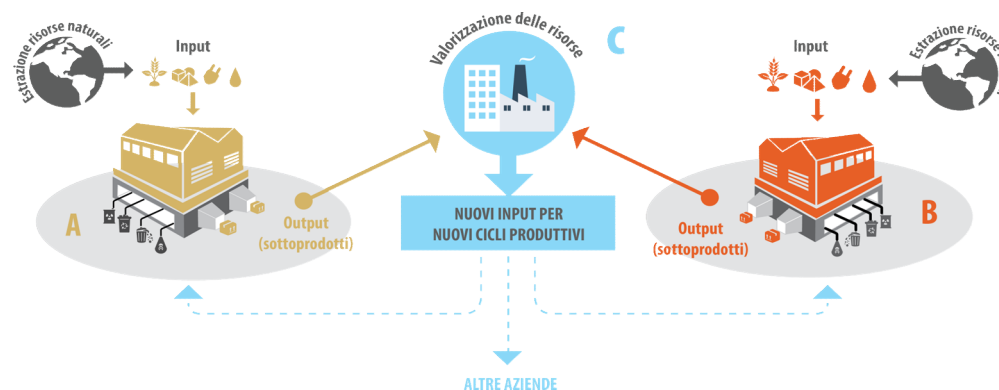 Estrazione risorse naturali
Input
Valorizzazione delle risorse
C
Input
Estrazione risorse
A
Output
(sottoprodotti)
NUOVI INPUT PER
NUOVI CICLI PRODUTTIVI
Output
(sottoprodotti)
B
ALTRE AZIENDE